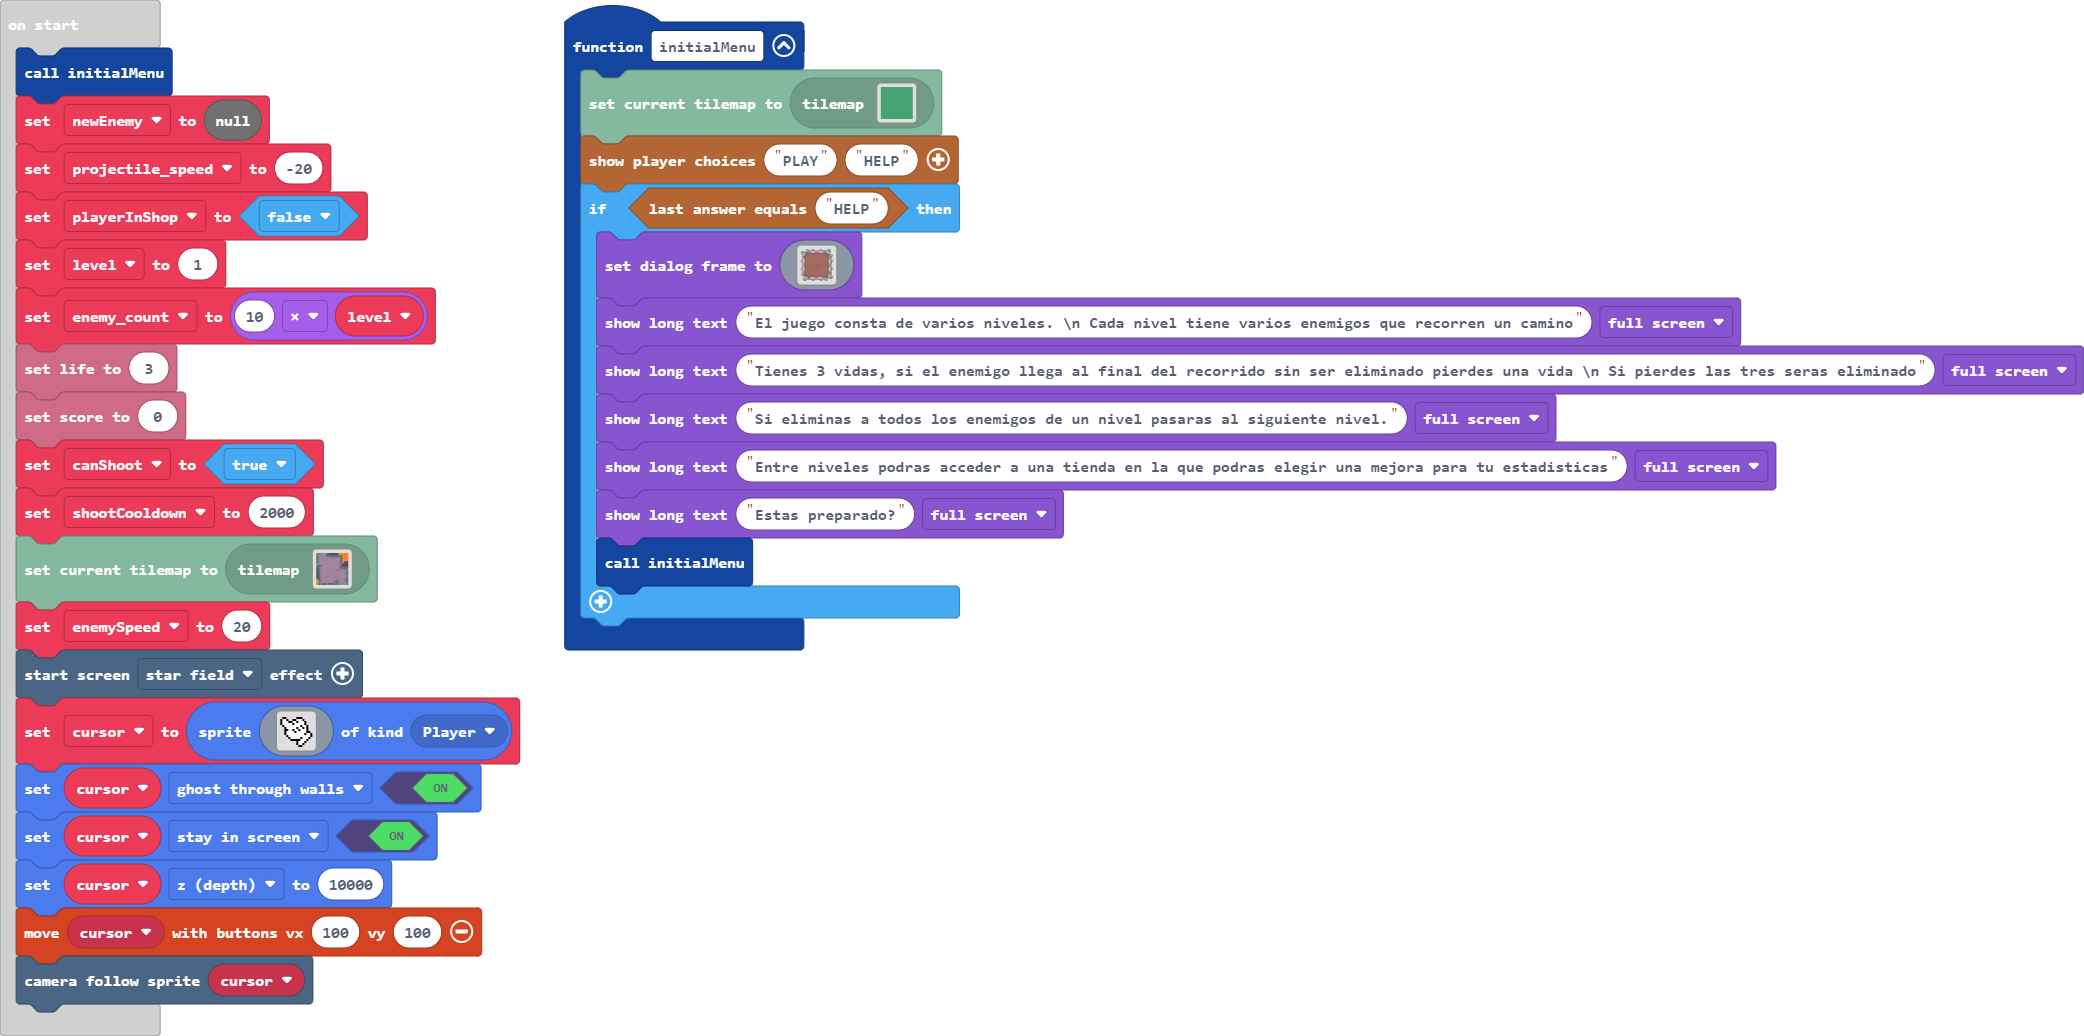 on start
call initialMenu
set newEnemy to null
set projectile_speed to -20
set playerInShop to false
set level to 1
set enemy_count to 10 × level
set life to 3
set score to 0
set canShoot to true
set shootCooldown to 2000
set current tilemap to tilemap
set enemySpeed to 20
start screen star field effect
set cursor to sprite of kind Player
set cursor ghost through walls ON
set cursor stay in screen ON
set cursor z (depth) to 10000
move cursor with buttons vx 100 vy 100
camera follow sprite cursor
function initialMenu
set current tilemap to tilemap
show player choices "PLAY" "HELP"
if last answer equals "HELP" then
set dialog frame to
show long text "El juego consta de varios niveles. \n Cada nivel tiene varios enemigos que recorren un camino" full screen
show long text "Tienes 3 vidas, si el enemigo llega al final del recorrido sin ser eliminado pierdes una vida \n Si pierdes las tres seras eliminado" full screen
show long text "Si eliminas a todos los enemigos de un nivel pasaras al siguiente nivel." full screen
show long text "Entre niveles podras acceder a una tienda en la que podras elegir una mejora para tu estadisticas" full screen
show long text "Estas preparado?" full screen
call initialMenu